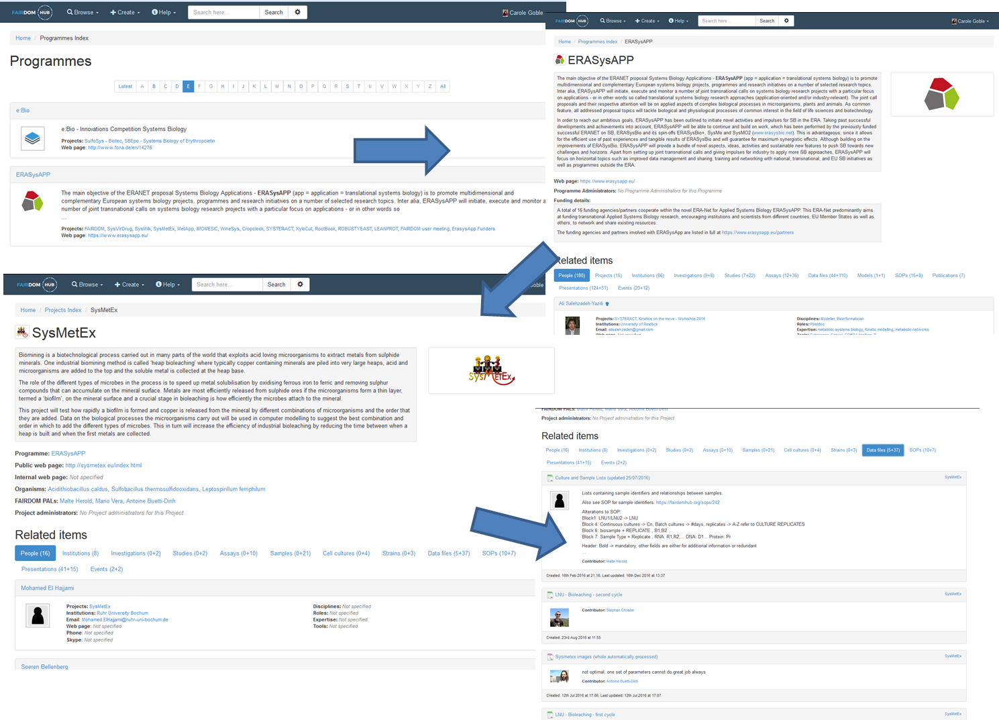 FAIRDOM HUB Browse Create Help Search here... Search Carole Goble
Home / Programmes Index
Programmes
Latest A B C D E F G H I J K L M N O P Q R S T U V W X Y Z All
e:Bio
e:Bio - Innovations Competition Systems Biology
Projects: SulfoSys - Biotec, SBEpo - Systems Biology of Erythropoietin
Web page: http://www.fona.de/en/14276
ERASysAPP
The main objective of the ERANET proposal Systems Biology Applications - ERASysAPP (app = application = translational systems biology) is to promote multidimensional and
complementary European systems biology projects, programmes and research initiatives on a number of selected research topics. Inter alia, ERASysAPP will initiate, execute and monitor a
number of joint transnational calls on systems biology research projects with a particular focus on applications - or in other words so
...
Projects: FAIRDOM, SysVirDrug, SysMilk, SysMetEx, MetApp, IMOMESIC, WineSys, Cropclock, SYSTERACT, XyloCut, RootBook, ROBUSTYEAST, LEANPROT, FAIRDOM user meeting, ErasysApp Funders
Web page: https://www.erasysapp.eu/
FAIRDOM HUB Browse Create Help Search here... Search Carole Goble
Home / Programmes Index / ERASysAPP
ERASysAPP
The main objective of the ERANET proposal Systems Biology Applications - ERASysAPP (app = application = translational systems biology) is to promote
multidimensional and complementary European systems biology projects, programmes and research initiatives on a number of selected research topics.
Inter alia, ERASysAPP will initiate, execute and monitor a number of joint transnational calls on systems biology research projects with a particular focus
on applications - or in other words so called translational systems biology research approaches (application-oriented and/or industry-relevant). The joint call
proposals and their respective attention will be on applied aspects of complex biological processes in microorganisms, plants and animals. As common
feature, all addressed proposal topics will tackle biological and physiological processes of common interest in the field of life sciences and biotechnology.
In order to reach our ambitious goals, ERASysAPP has been outlined to initiate novel activities and impulses for SB in the ERA. Taking past successful
developments and achievements into account, ERASysAPP will be able to continue and build on work, which has been performed by the previously funded
successful ERANET on SB, ERASysBio and its spin-offs ERASysBio+, SysMo and SysMO2 (www.erasysbio.net). This is advantageous, since it allows
for the efficient use of past experiences and tangible results of ERASysBio and will guarantee for maximum synergistic effects. Although building on the
improvements of ERASysBio, ERASysAPP will provide a bundle of novel aspects, ideas, activities and sustainable new features to push SB towards new
challenges and horizons. Apart from setting up joint transnational calls and giving impulses for industry to apply more SB approaches, ERASysAPP will
focus on horizontal topics such as improved data management and sharing, training and networking with national, transnational, and EU SB initiatives as
well as programmes outside the ERA.
Web page: https://www.erasysapp.eu/
Programme Administrators: No Programme Administrators for this Programme
Funding details:
A total of 16 funding agencies/partners cooperate within the novel ERA-Net for Applied Systems Biology ERASysAPP. This ERA-Net predominantly aims
at funding transnational Applied Systems Biology research, encouraging institutions and scientists from different countries, EU Member States as well as
others, to network and share existing resources.
The funding agencies and partners involved with ERASysApp are listed in full at https://www.erasysapp.eu/partners
Related items
People (180) Projects (15) Institutions (86) Investigations (9+8) Studies (7+22) Assays (12+36) Data files (44+110) Models (1+1) SOPs (15+8) Publications (7)
Presentations (124+51) Events (20+12)
Ali Salehzadeh-Yazdi
Projects: SYSTERACT, Kinetics on the move - Workshop 2016
Institutions: University of Rostock
Email: alisalehzadeh@gmail.com
Disciplines: Modeller, Bioinformatician
Roles: Postdoc
Expertise: metabolic systems biology, Kinetic modelling, metabolic networks
FAIRDOM HUB Browse Create Help Search here... Search
Home / Projects Index / SysMetEx
SysMetEx
Biomining is a biotechnological process carried out in many parts of the world that exploits acid loving microorganisms to extract metals from sulphide
minerals. One industrial biomining method is called 'heap bioleaching' where typically copper containing minerals are piled into very large heaps, acid and
microorganisms are added to the top and the soluble metal is collected at the heap base.
The role of the different types of microbes in the process is to speed up metal solubilisation by oxidising ferrous iron to ferric and removing sulphur
compounds that can accumulate on the mineral surface. Metals are most efficiently released from sulphide ores if the microorganisms form a thin layer,
termed a 'biofilm', on the mineral surface and a crucial stage in bioleaching is how efficiently the microbes attach to the mineral.
This project will test how rapidly a biofilm is formed and copper is released from the mineral by different combinations of microorganisms and the order that
they are added. Data on the biological processes the microorganisms carry out will be used in computer modelling to suggest the best combination and
order in which to add the different types of microbes. This in turn will increase the efficiency of industrial bioleaching by reducing the time between when a
heap is built and when the first metals are collected.
SysMetEx
Programme: ERASysAPP
Public web page: http://sysmetex.eu/index.html
Internal web page: Not specified
Organisms: Acidithiobacillus caldus, Sulfobacillus thermosulfidooxidans, Leptospirillum ferriphilum
FAIRDOM PALs: Malte Herold, Mario Vera, Antoine Buetti-Dinh
Project administrators: No Project administrators for this Project
Related items
People (16) Institutions (8) Investigations (0+2) Studies (0+2) Assays (0+10) Samples (0+21) Cell cultures (0+4) Strains (0+3) Data files (5+37) SOPs (10+7)
Presentations (41+15) Events (2+2)
Mohamed El Hajjami
Projects: SysMetEx
Institutions: Ruhr University Bochum
Email: Mohamed.ElHajjami@ruhr-uni-bochum.de
Web page: Not specified
Phone: Not specified
Skype: Not specified
Disciplines: Not specified
Roles: Not specified
Expertise: Not specified
Tools: Not specified
Soeren Bellenberg
FAIRDOM PALs: Malte Herold, Mario Vera, Antoine Buetti-Dinh
Project administrators: No Project administrators for this Project
Related items
People (16) Institutions (8) Investigations (0+2) Studies (0+2) Assays (0+10) Samples (0+21) Cell cultures (0+4) Strains (0+3) Data files (5+37) SOPs (10+7)
Presentations (41+15) Events (2+2)
Culture and Sample Lists (updated 25/07/2016) SysMetEx
Lists containing sample identifiers and relationships between samples.
Also see SOP for sample identifiers: https://fairdomhub.org/sops/242
Alterations to SOP:
Block1: LNU1/LNU2 -> LNU
Block 4: Continuous cultures -> Cn, Batch cultures -> #days, replicates -> A-Z refer to CULTURE REPLICATES
Block 6: biosample + REPLICATE , B1,B2 ...
Block 7: Sample Type + Replicate , RNA: R1,R2,... DNA: D1... Protein: Pr
Header: Bold -> mandatory, other fields are either for additional information or redundant
...
Contributor: Malte Herold
Created: 16th Feb 2016 at 21:16, Last updated: 16th Dec 2016 at 13:37
LNU - Bioleaching - second cycle SysMetEx
Contributor: Stephan Christel
Created: 23rd Aug 2016 at 11:55
Sysmetex images (whole automatically processed) SysMetEx
not optimal, one set of parameters cannot do great job always
Contributor: Antoine Buetti-Dinh
Created: 12th Jul 2016 at 17:06, Last updated: 12th Jul 2016 at 17:07
LNU - Bioleaching - first cycle SysMetEx